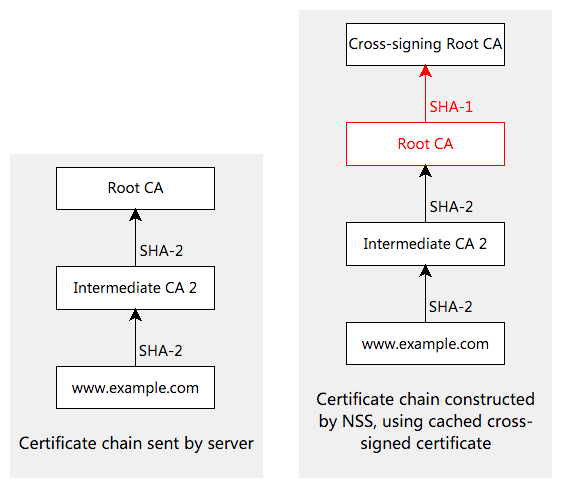 Root CA
SHA-2
Intermediate CA 2
SHA-2
www.example.com
Certificate chain sent by server
Cross-signing Root CA
SHA-1
Root CA
SHA-2
Intermediate CA 2
SHA-2
www.example.com
Certificate chain constructed
by NSS, using cached cross-
signed certificate